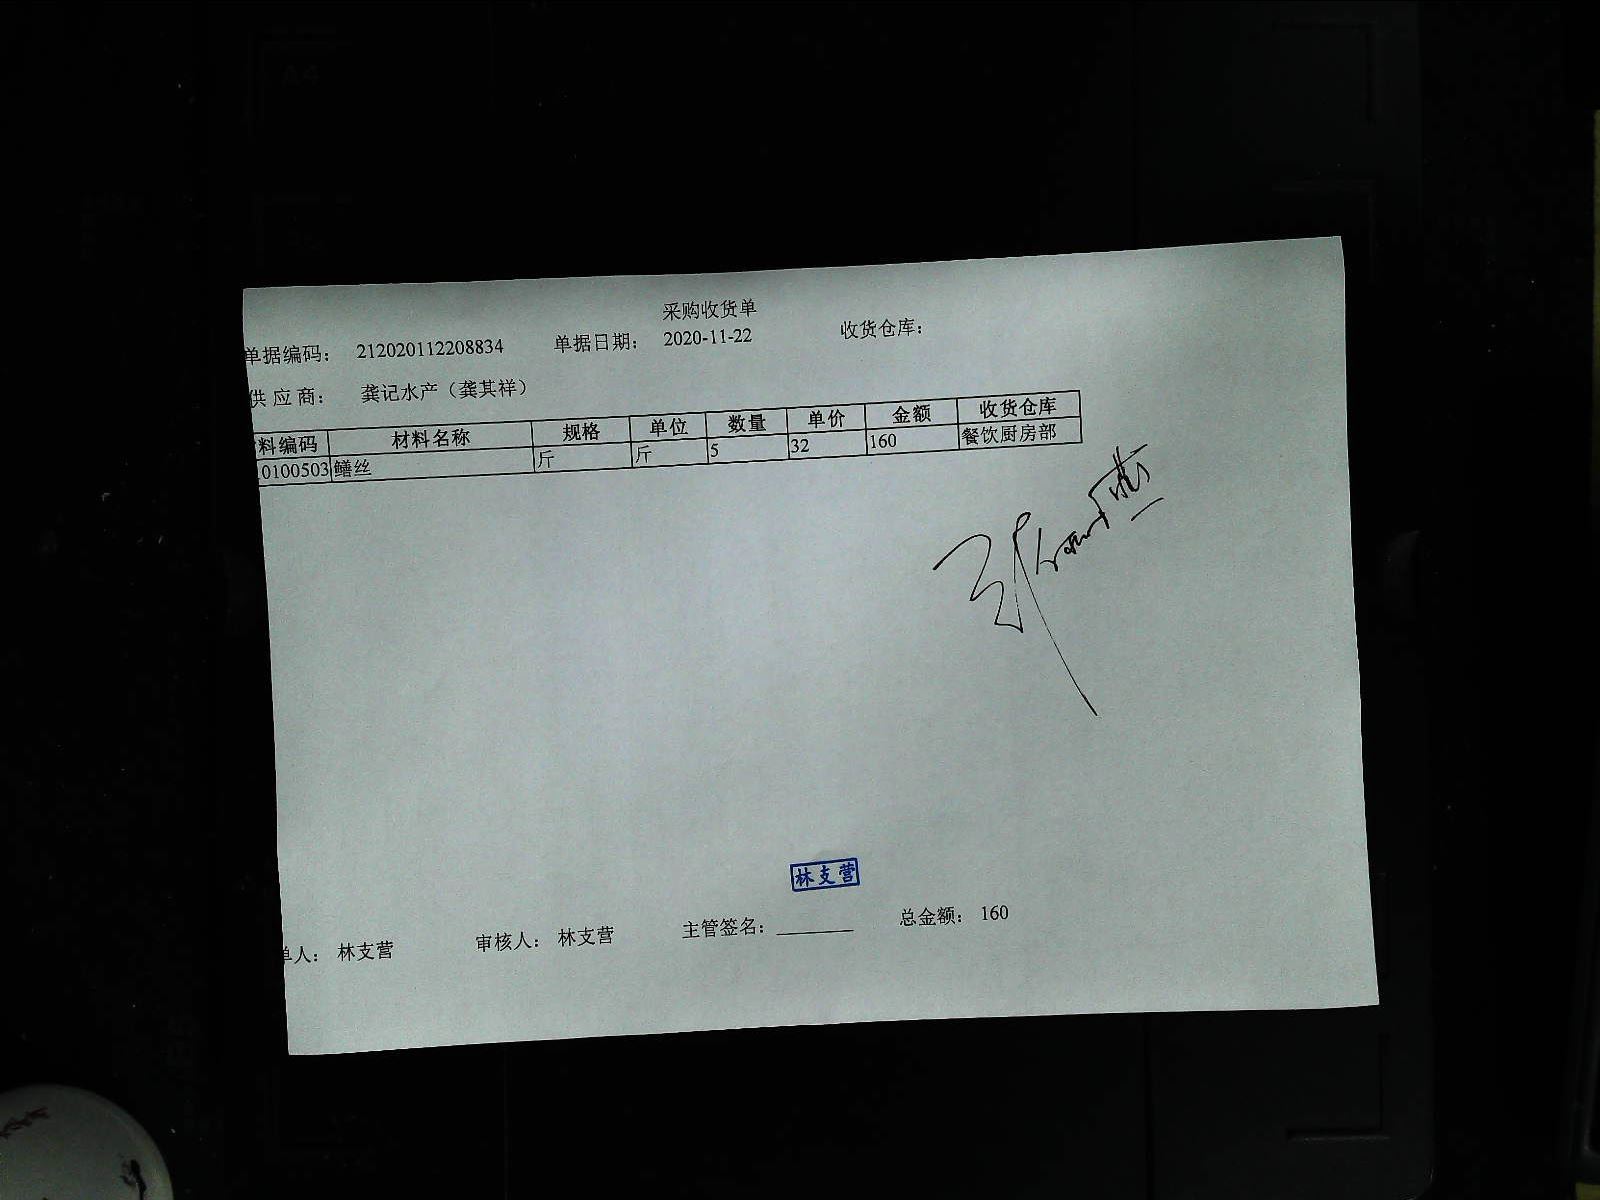 采购收货单
单据编码: 212020112208834 单据日期: 2020-11-22 收货仓库:
供应商: 龚记水产（龚其祥）
料编码 材料名称 规格 单位 数量 单价 金额 收货仓库
0100503 鳝丝 斤 斤 5 32 160 餐饮厨房部
林支营
单人: 林支营 审核人: 林支营 主管签名: 总金额: 160